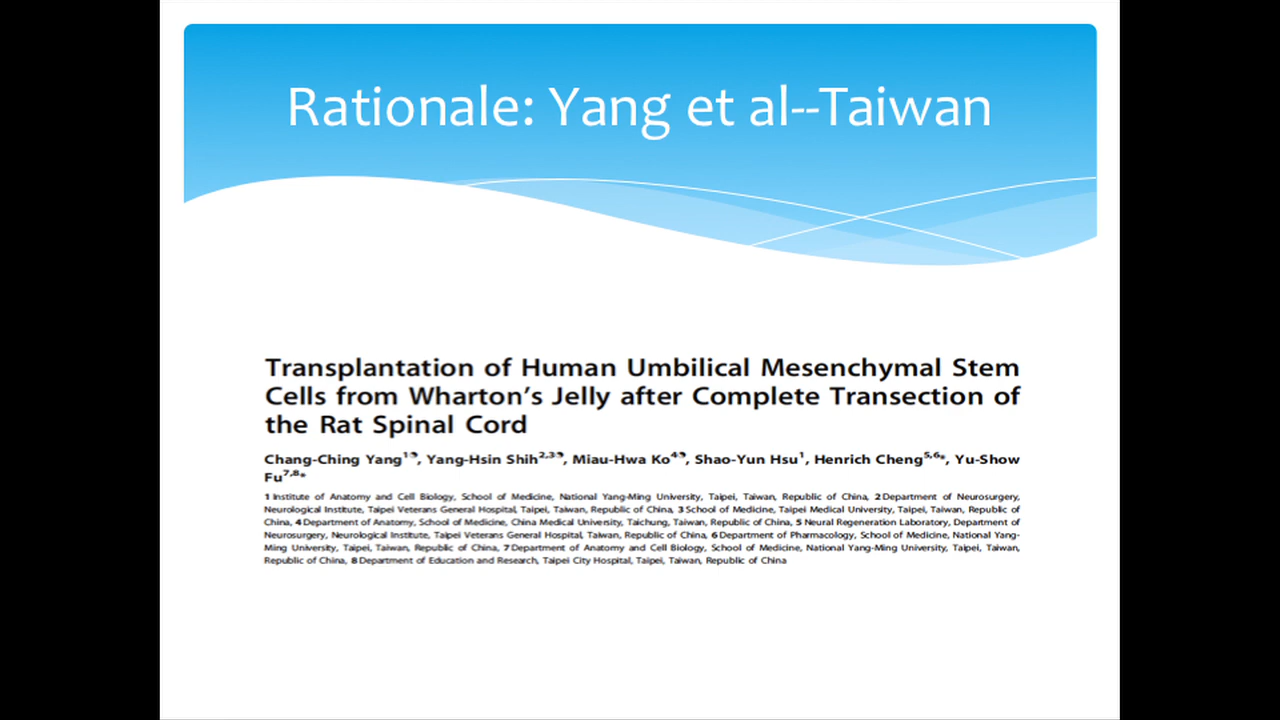 Rationale: Yang et al--Taiwan
Transplantation of Human Umbilical Mesenchymal Stem
Cells from Wharton's Jelly after Complete Transection of
the Rat Spinal Cord
Chang-Ching Yang1☯, Yang-Hsin Shih2,3☯, Miau-Hwa Ko4☯, Shao-Yun Hsu1, Henrich Cheng5,6*, Yu-Show
Fu7,8*
1 Institute of Anatomy and Cell Biology, School of Medicine, National Yang-Ming University, Taipei, Taiwan, Republic of China, 2 Department of Neurosurgery,
Neurological Institute, Taipei Veterans General Hospital, Taipei, Taiwan, Republic of China, 3 School of Medicine, Taipei Medical University, Taipei, Taiwan, Republic of
China, 4 Department of Anatomy, School of Medicine, China Medical University, Taichung, Taiwan, Republic of China, 5 Neural Regeneration Laboratory, Department of
Neurosurgery, Neurological Institute, Taipei Veterans General Hospital, Taiwan, Republic of China, 6 Department of Pharmacology, School of Medicine, National Yang-
Ming University, Taipei, Taiwan, Republic of China, 7 Department of Anatomy and Cell Biology, School of Medicine, National Yang-Ming University, Taipei, Taiwan,
Republic of China, 8 Department of Education and Research, Taipei City Hospital, Taipei, Taiwan, Republic of China